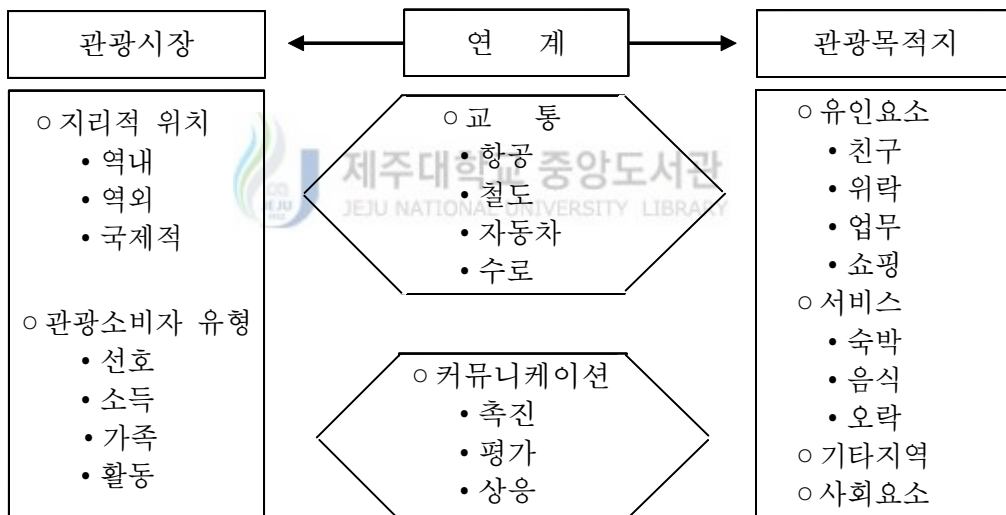 관광시장
연 계
관광목적지
○ 지리적 위치
• 역내
• 역외
• 국제적
○ 관광소비자 유형
• 선호
• 소득
• 가족
• 활동
○ 교 통
• 항공
• 철도
• 자동차
• 수로
○ 커뮤니케이션
• 촉진
• 평가
• 상응
○ 유인요소
• 친구
• 위락
• 업무
• 쇼핑
○ 서비스
• 숙박
• 음식
• 오락
○ 기타지역
○ 사회요소
제주대학교 중앙도서관
JEJU NATIONAL UNIVERSITY LIBRARY
JEJU
1952